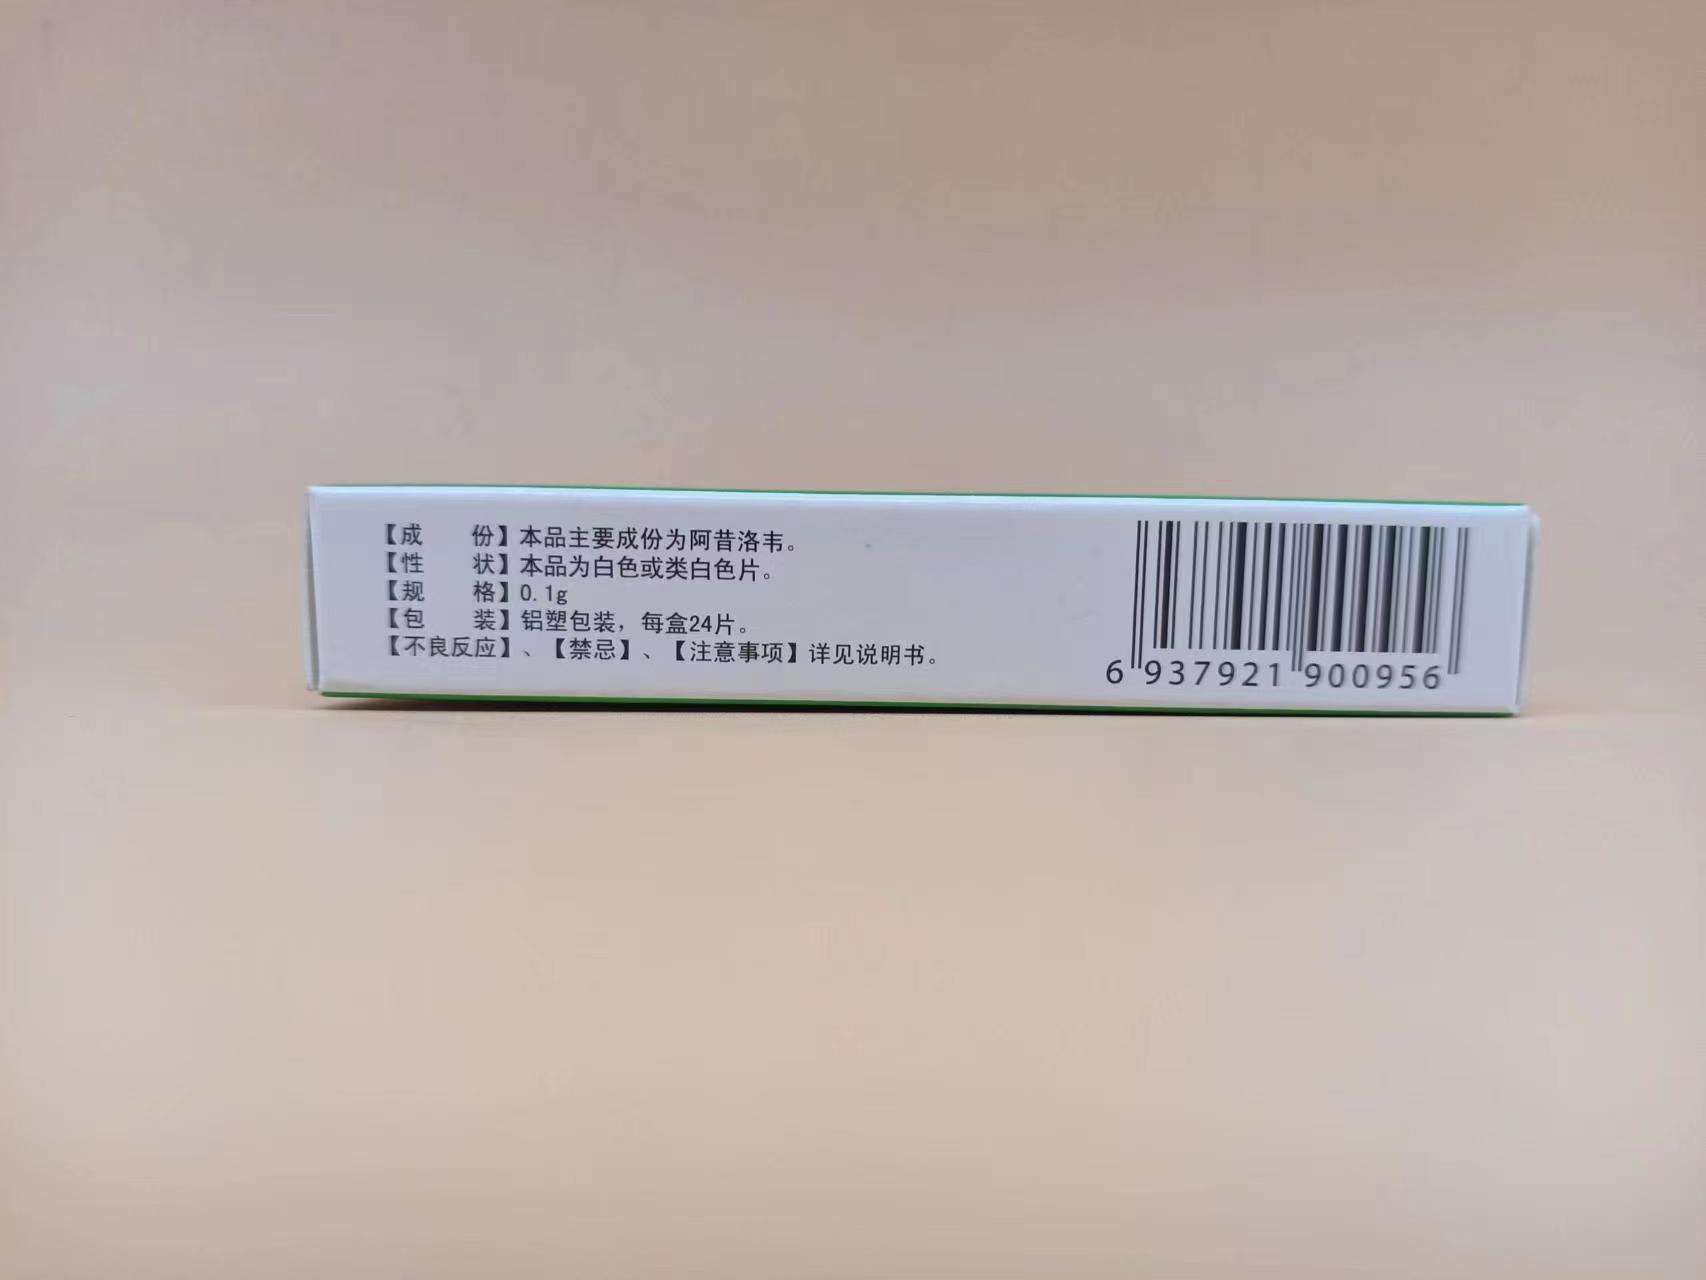 【成　　份】本品主要成份为阿昔洛韦。
【性　　状】本品为白色或类白色片。
【规　　格】0.1g
【包　　装】铝塑包装，每盒24片。
【不良反应】、【禁忌】、【注意事项】详见说明书。
6 937921 900956